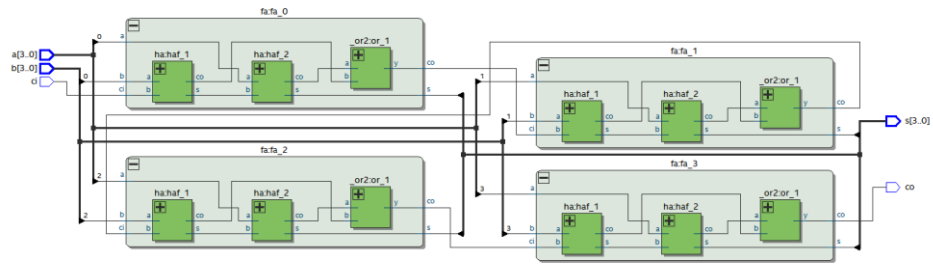 fa:fa_0
a
ha:haf_1
ha:haf_2
_or2:or_1
b
a
co
a
co
a
y
co
ci
b
s
b
s
b
s
a[3..0]
b[3..0]
ci
0
0
fa:fa_1
a
ha:haf_1
ha:haf_2
_or2:or_1
b
a
co
a
co
a
y
co
ci
b
s
b
s
b
s
1
1
s[3..0]
fa:fa_2
a
ha:haf_1
ha:haf_2
_or2:or_1
b
a
co
a
co
a
y
co
ci
b
s
b
s
b
s
2
2
fa:fa_3
a
ha:haf_1
ha:haf_2
_or2:or_1
b
a
co
a
co
a
y
co
ci
b
s
b
s
b
s
3
3
co